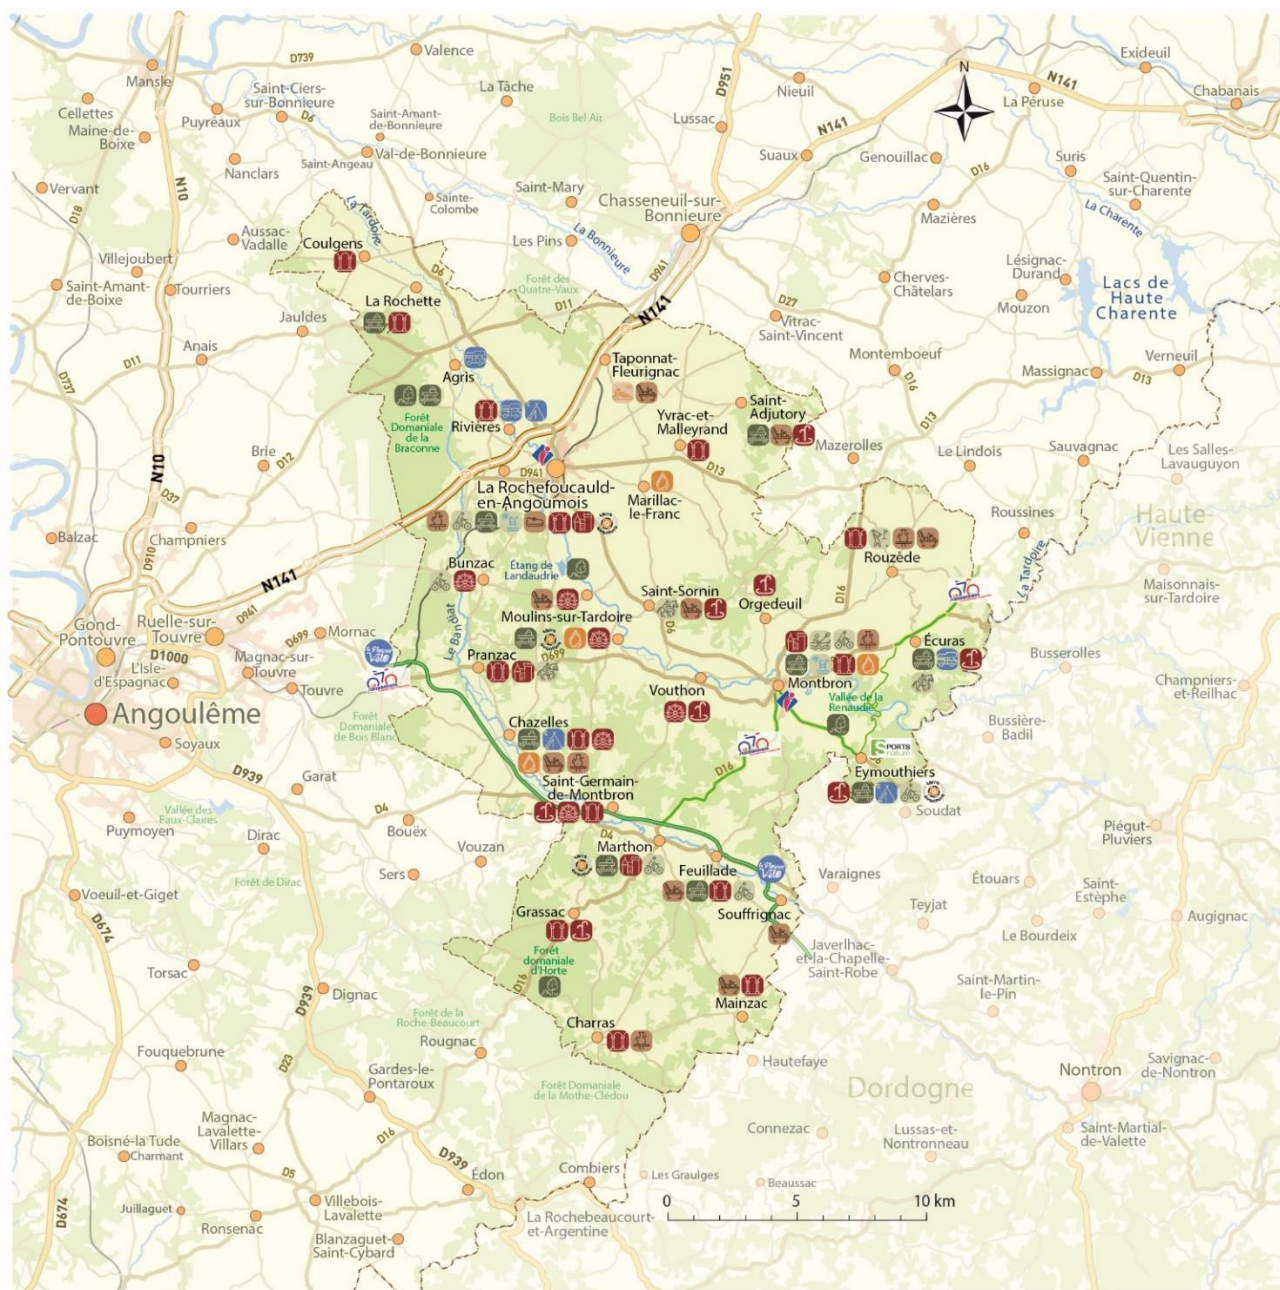 Valence
Exideuil
D739
Mansle
N
N141
La Tâche
Saint-Ciers-
sur-Bonnieure
D951
Nieuil
La Péruse
Chabanais
Cellettes
Maine-de-
Boixe
Puyréaux
D6
Saint-Amant-
de-Bonnieure
Bois Bel Air
Lussac
N141
Saint-Angeau
Val-de-Bonnieure
Nanclars
Suaux
Genouillac
Suris
D16
Vervant
N10
Saint-Mary
Saint-Quentin-
sur-Charente
D18
Sainte-
Colombe
La Tardoire
Chasseneuil-sur-
Bonnieure
Mazières
La Charente
Aussac-
Vadalle
Coulgens
Les Pins
La Bonnieure
Villejoubert
D6
D941
Lésignac-
Durand
Saint-Amant-
de-Boixe
Tourriers
Forêt des
Quatre-Vaux
Cherves-
Châtelars
Lacs de
Haute
Charente
La Rochette
D11
N141
D27
Mouzon
Jauldes
Vitrac-
Saint-Vincent
Anais
D11
Taponnat-
Fleurignac
Montemboeuf
Verneuil
D737
Agris
D16
Massignac
D13
Saint-
Adjutory
Forêt
Domaniale
de la
Braconne
Rivières
Yvrac-et-
Malleyrand
D13
Mazerolles
Brie
D12
Le Lindois
Sauvagnac
Les Salles-
Lavauguyon
N10
D941
D13
La Rochefoucauld-
en-Angoumois
Marillac-
le-Franc
D37
Roussines
Haute-
Vienne
Balzac
Champniers
D910
Rouzède
N141
Bunzac
Étang de
Landaudrie
La Tardoire
Saint-Sornin
Orgedeuil
D16
Maisonnais-
sur-Tardoire
D941
Gond-
Pontouvre
Ruelle-sur-
Touvre
D699
Mornac
Le Bandiat
Moulins-sur-Tardoire
D6
Écuras
D1000
Magnac-sur-
Touvre
Pranzac
D699
Busserolles
L'Isle-
d'Espagnac
Touvre
Vouthon
Montbron
Vallée de la
Renaudie
Champniers-
et-Reilhac
Angoulême
Forêt
Domaniale
de Bois Blanc
Chazelles
Bussière-
Badil
Soyaux
SPORTS
nature
D939
Garat
D16
Eymouthiers
Saint-Germain-
de-Montbron
Vallée des
Eaux-Claires
D4
Soudat
Puymoyen
Bouëx
D4
Piégut-
Pluviers
Dirac
Vouzan
Marthon
Feuillade
Sers
Varaignes
Étouars
Saint-
Estèphe
Voeuil-et-Giget
Forêt de Dirac
Grassac
Souffrignac
Teyjat
Augignac
D674
Le Bourdeix
Forêt
domaniale
d'Horte
Javerlhac-
et-la-Chapelle-
Saint-Robe
Torsac
D16
Saint-Martin-
le-Pin
Dignac
D939
Mainzac
Forêt de la
Roche-Beaucourt
Charras
Rougnac
Fouquebrune
D23
Hautefaye
Savignac-
de-Nontron
Gardes-le-
Pontaroux
Nontron
Forêt Domaniale
de la Mothe-Clédou
Dordogne
Magnac-
Lavalette-
Villars
Connezac
Lussas-et-
Nontronneau
Saint-Martial-
de-Valette
Boisné-la Tude
D16
Charmant
D939
D5
Édon
Combiers
Les Graulges
Beaussac
D674
Juillaguet
Villebois-
Lavalette
0 5 10 km
Ronsenac
La Rochebeaucourt-
et-Argentine
Blanzaguet-
Saint-Cybard